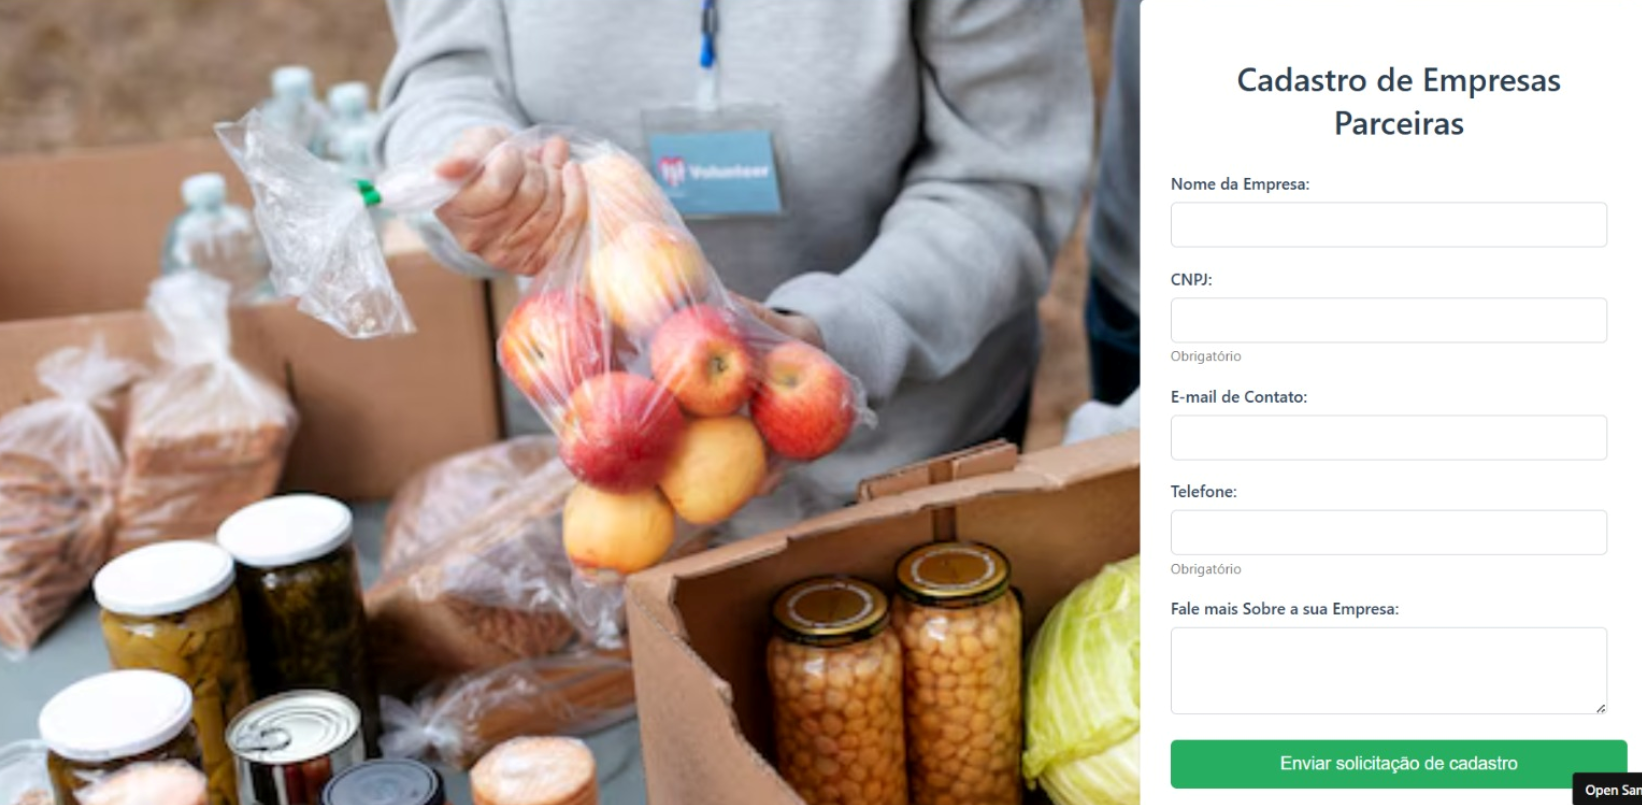 Volunteer
Cadastro de Empresas
Parceiras
Nome da Empresa:
CNPJ:
Obrigatório
E-mail de Contato:
Telefone:
Obrigatório
Fale mais Sobre a sua Empresa:
Enviar solicitação de cadastro
Open San